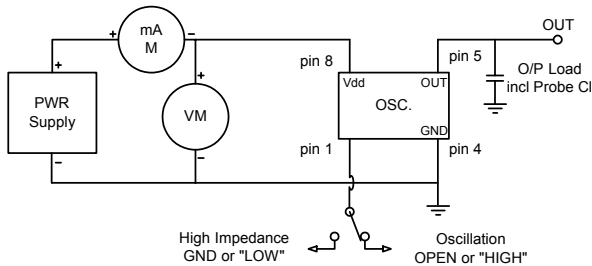 mA
M
+
–
OUT
pin 8
pin 5
+
+
Vdd
OUT
O/P Load
incl Probe Cl
PWR
Supply
VM
OSC.
GND
–
–
pin 1
pin 4
High Impedance
GND or "LOW"
Oscillation
OPEN or "HIGH"